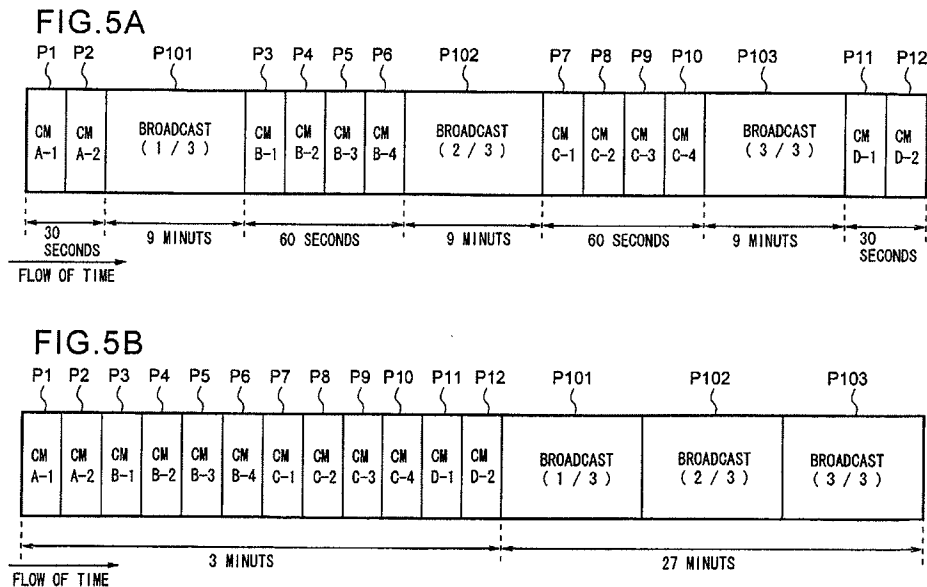 FIG.5A
P1 P2 P101 P3 P4 P5 P6 P102 P7 P8 P9 P10 P103 P11 P12
CM A-1
CM A-2
BROADCAST
( 1 / 3 )
CM B-1
CM B-2
CM B-3
CM B-4
BROADCAST
( 2 / 3 )
CM C-1
CM C-2
CM C-3
CM C-4
BROADCAST
( 3 / 3 )
CM D-1
CM D-2
30 SECONDS
9 MINUTS
60 SECONDS
9 MINUTS
60 SECONDS
9 MINUTS
30 SECONDS
FLOW OF TIME
FIG.5B
P1 P2 P3 P4 P5 P6 P7 P8 P9 P10 P11 P12 P101 P102 P103
CM A-1
CM A-2
CM B-1
CM B-2
CM B-3
CM B-4
CM C-1
CM C-2
CM C-3
CM C-4
CM D-1
CM D-2
BROADCAST
( 1 / 3 )
BROADCAST
( 2 / 3 )
BROADCAST
( 3 / 3 )
3 MINUTS
27 MINUTS
FLOW OF TIME